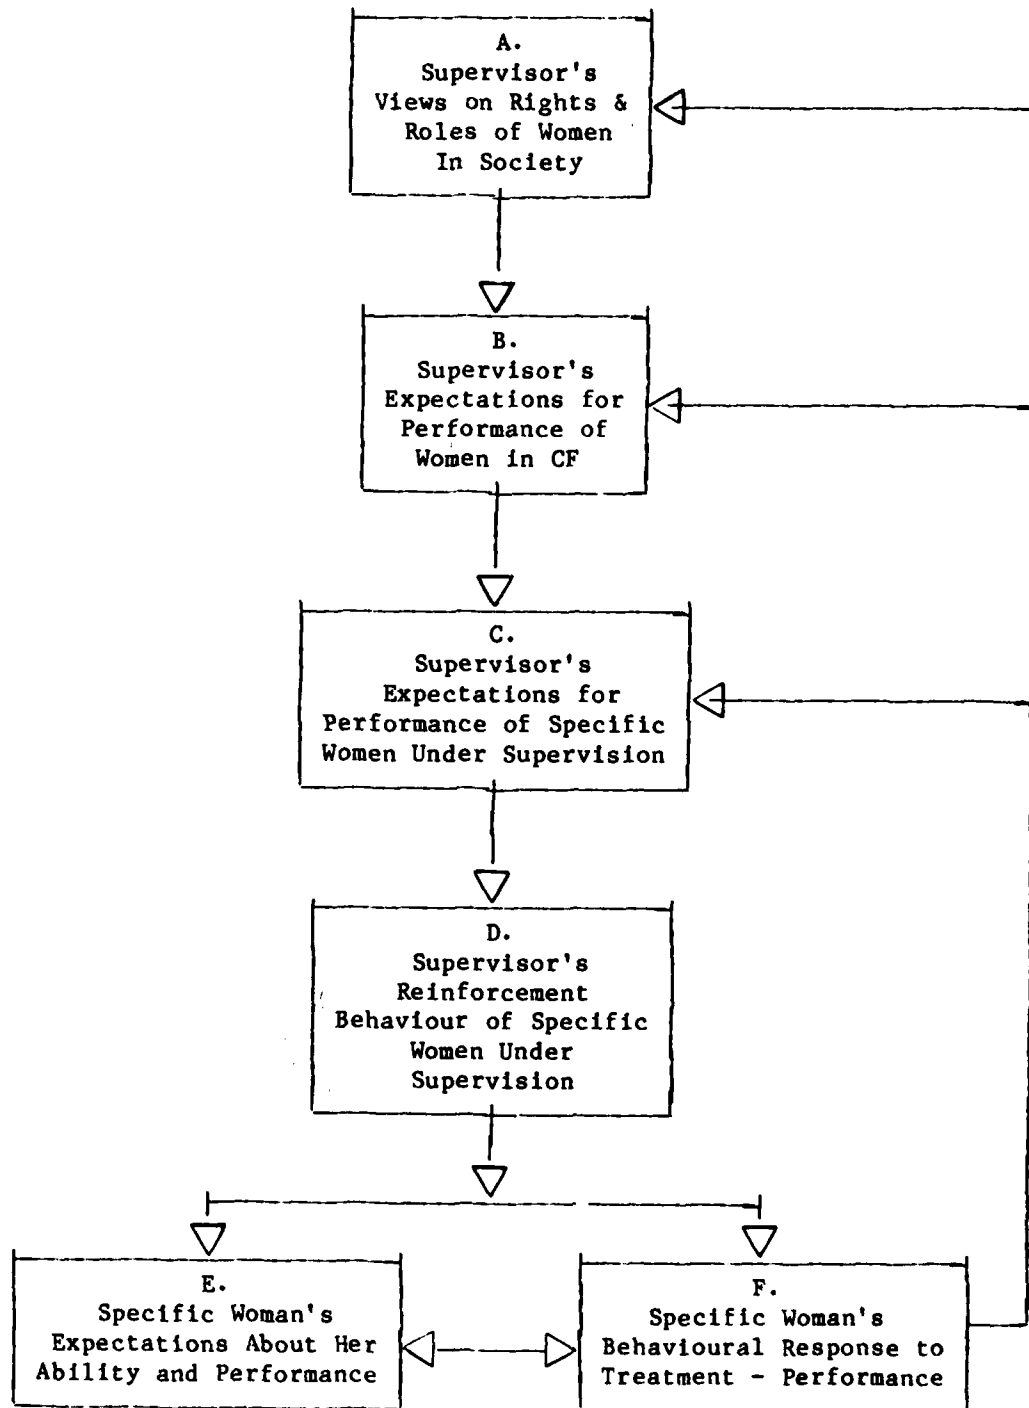 A.
Supervisor's
Views on Rights &
Roles of Women
In Society
B.
Supervisor's
Expectations for
Performance of
Women in CF
C.
Supervisor's
Expectations for
Performance of Specific
Women Under Supervision
D.
Supervisor's
Reinforcement
Behaviour of Specific
Women Under
Supervision
E.
Specific Woman's
Expectations About Her
Ability and Performance
F.
Specific Woman's
Behavioural Response to
Treatment - Performance